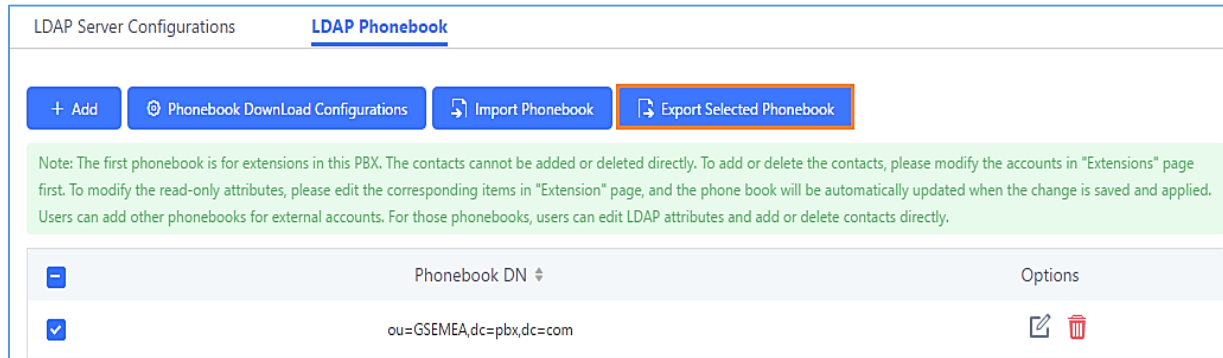 LDAP Server Configurations LDAP Phonebook
+ Add Phonebook DownLoad Configurations Import Phonebook Export Selected Phonebook
Note: The first phonebook is for extensions in this PBX. The contacts cannot be added or deleted directly. To add or delete the contacts, please modify the accounts in "Extensions" page
first. To modify the read-only attributes, please edit the corresponding items in "Extension" page, and the phone book will be automatically updated when the change is saved and applied.
Users can add other phonebooks for external accounts. For those phonebooks, users can edit LDAP attributes and add or delete contacts directly.
Phonebook DN Options
ou=GSEMEA,dc=pbx,dc=com